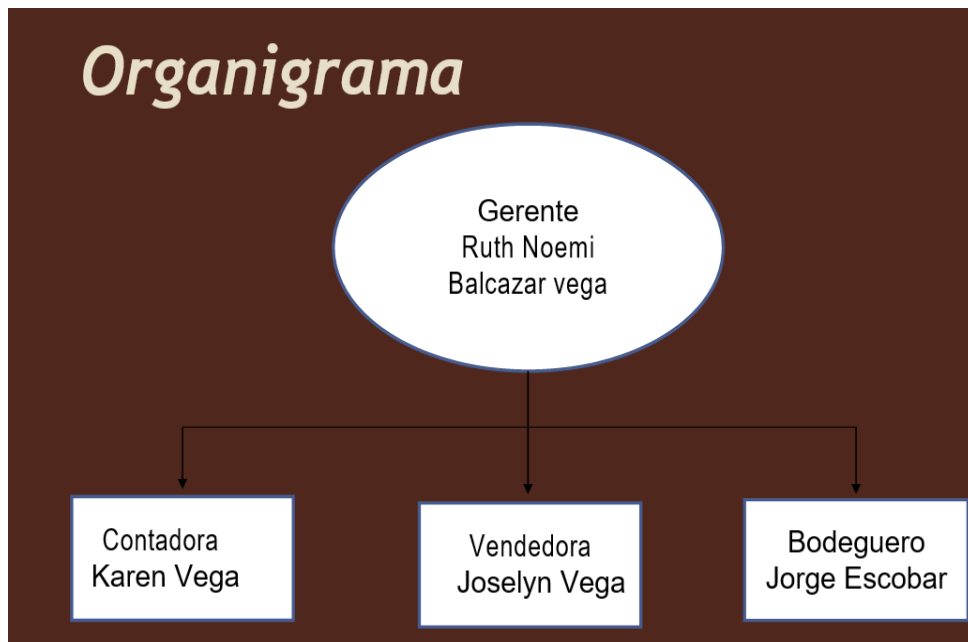 Organigrama
Gerente
Ruth Noemi
Balcazar vega
Contadora
Karen Vega
Vendedora
Joselyn Vega
Bodeguero
Jorge Escobar